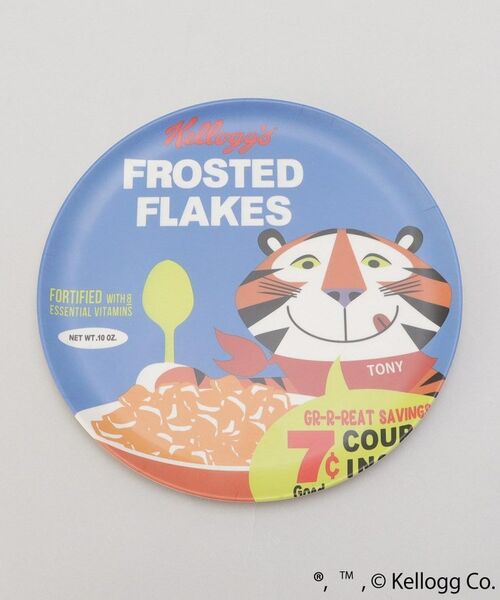 Kellogg's
FROSTED
FLAKES
FORTIFIED WITH 8
ESSENTIAL VITAMINS
NET WT. 10 OZ.
TONY
GR-R-REAT SAVINGS
7¢ COUP
IN
Good
®, ™, © Kellogg Co.